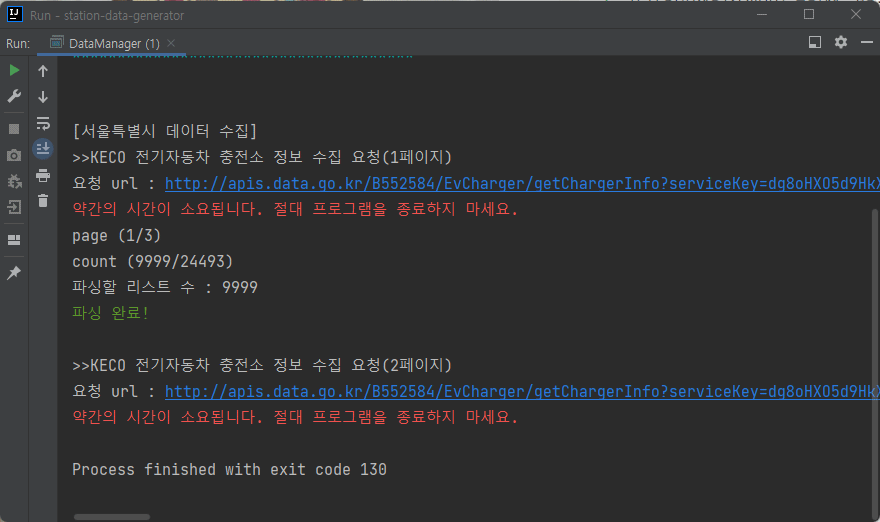 Run - station-data-generator
Run: DataManager (1)
[서울특별시 데이터 수집]
>>KECO 전기자동차 충전소 정보 수집 요청(1페이지)
요청 url : http://apis.data.go.kr/B552584/EvCharger/getChargerInfo?serviceKey=dq8oHXO5d9HkX
약간의 시간이 소요됩니다. 절대 프로그램을 종료하지 마세요.
page (1/3)
count (9999/24493)
파싱할 리스트 수 : 9999
파싱 완료!
>>KECO 전기자동차 충전소 정보 수집 요청(2페이지)
요청 url : http://apis.data.go.kr/B552584/EvCharger/getChargerInfo?serviceKey=dq8oHXO5d9HkX
약간의 시간이 소요됩니다. 절대 프로그램을 종료하지 마세요.
Process finished with exit code 130